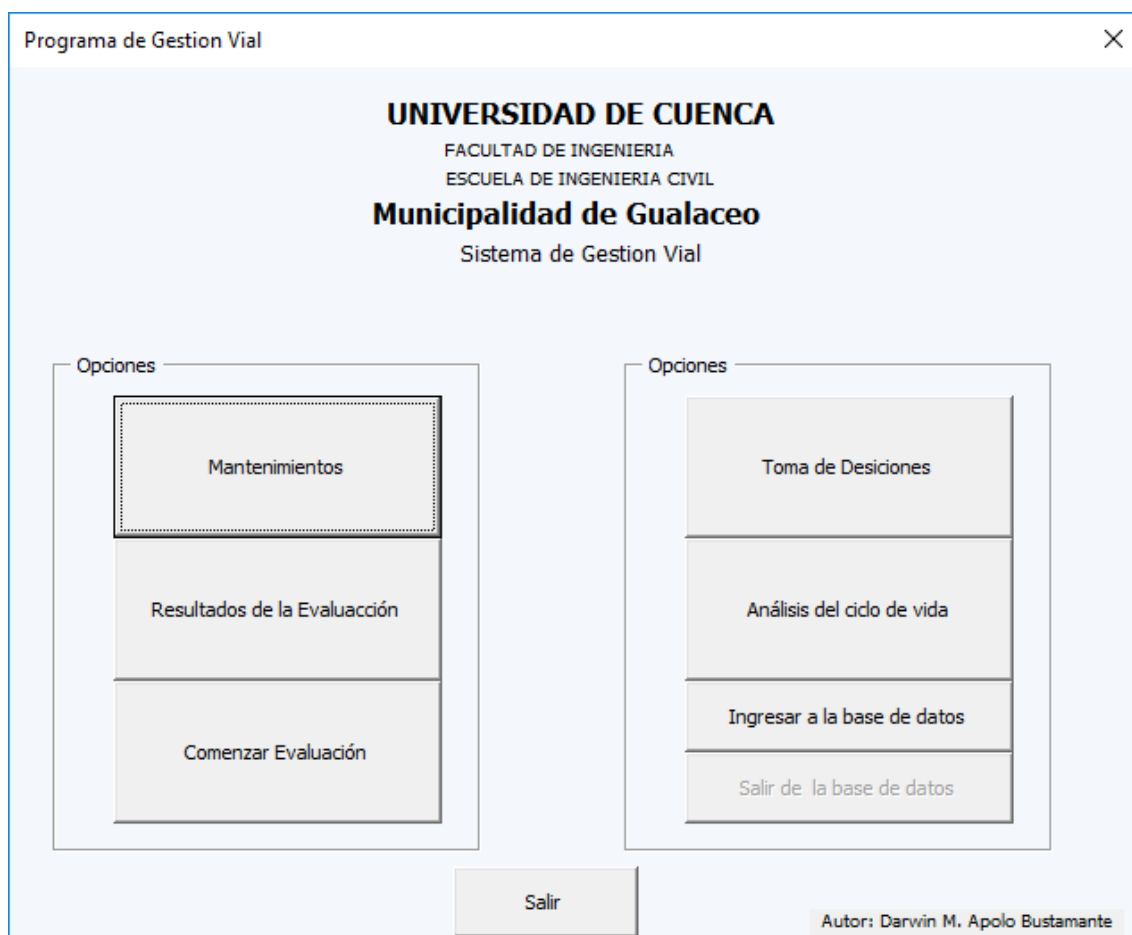 Programa de Gestion Vial
UNIVERSIDAD DE CUENCA
FACULTAD DE INGENIERIA
ESCUELA DE INGENIERIA CIVIL
Municipalidad de Gualaceo
Sistema de Gestion Vial
Opciones
Mantenimientos
Resultados de la Evaluacción
Comenzar Evaluación
Opciones
Toma de Desiciones
Análisis del ciclo de vida
Ingresar a la base de datos
Salir de  la base de datos
Salir
Autor: Darwin M. Apolo Bustamante